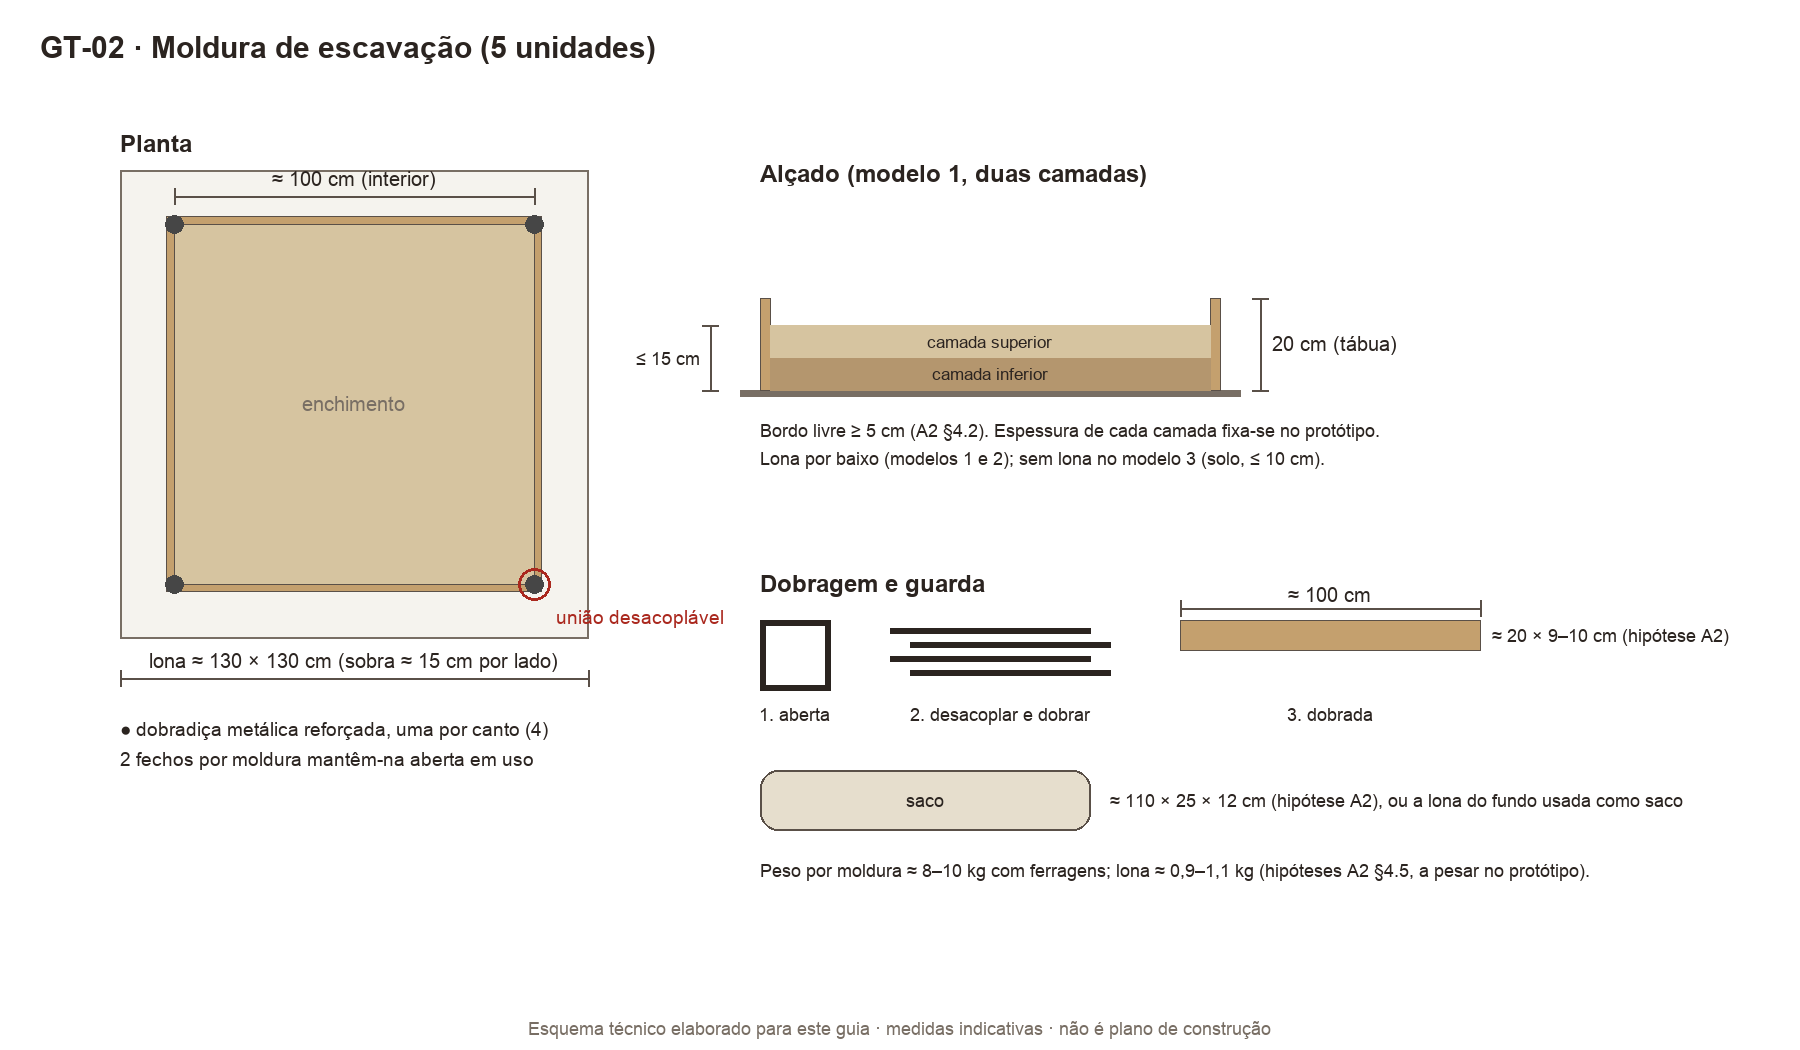 GT-02 · Moldura de escavação (5 unidades)
Planta
≈ 100 cm (interior)
enchimento
união desacoplável
lona ≈ 130 × 130 cm (sobra ≈ 15 cm por lado)
● dobradiça metálica reforçada, uma por canto (4)
2 fechos por moldura mantêm-na aberta em uso
Alçado (modelo 1, duas camadas)
≤ 15 cm
camada superior
camada inferior
20 cm (tábua)
Bordo livre ≥ 5 cm (A2 §4.2). Espessura de cada camada fixa-se no protótipo.
Lona por baixo (modelos 1 e 2); sem lona no modelo 3 (solo, ≤ 10 cm).
Dobragem e guarda
≈ 100 cm
≈ 20 × 9–10 cm (hipótese A2)
1. aberta
2. desacoplar e dobrar
3. dobrada
saco
≈ 110 × 25 × 12 cm (hipótese A2), ou a lona do fundo usada como saco
Peso por moldura ≈ 8–10 kg com ferragens; lona ≈ 0,9–1,1 kg (hipóteses A2 §4.5, a pesar no protótipo).
Esquema técnico elaborado para este guia · medidas indicativas · não é plano de construção